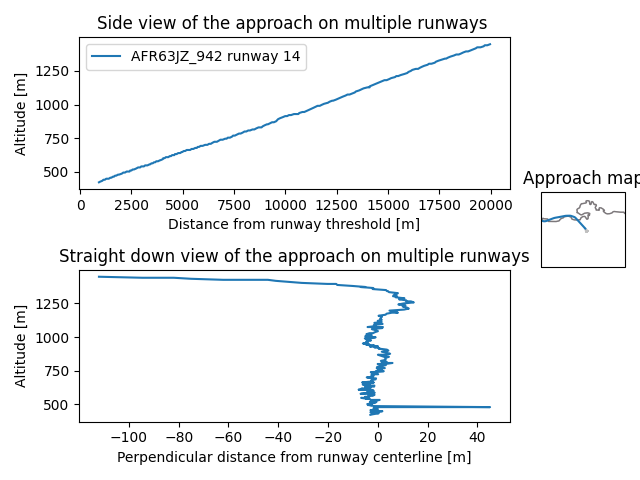 Side view of the approach on multiple runways
Altitude [m]
1250
1000
750
500
AFR63JZ_942 runway 14
0 2500 5000 7500 10000 12500 15000 17500 20000
Distance from runway threshold [m]
Approach map
Straight down view of the approach on multiple runways
Altitude [m]
1250
1000
750
500
−100 −80 −60 −40 −20 0 20 40
Perpendicular distance from runway centerline [m]